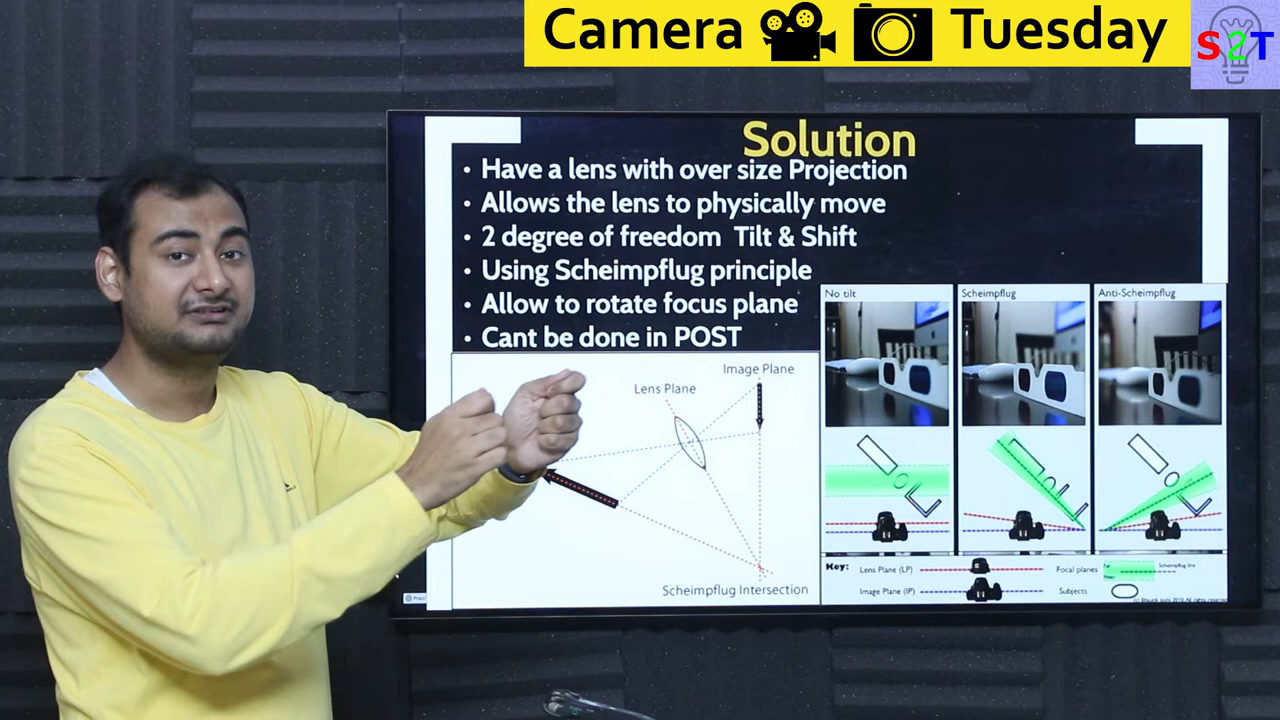 Camera Tuesday
S2T
Solution
• Have a lens with over size Projection
• Allows the lens to physically move
• 2 degree of freedom Tilt & Shift
• Using Scheimpflug principle
• Allow to rotate focus plane
• Cant be done in POST
No tilt
Scheimpflug
Anti-Scheimpflug
Image Plane
Lens Plane
Scheimpflug Intersection
Key:
Lens Plane (LP)
Focal planes
Scheimpflug line
Image Plane (IP)
Subjects